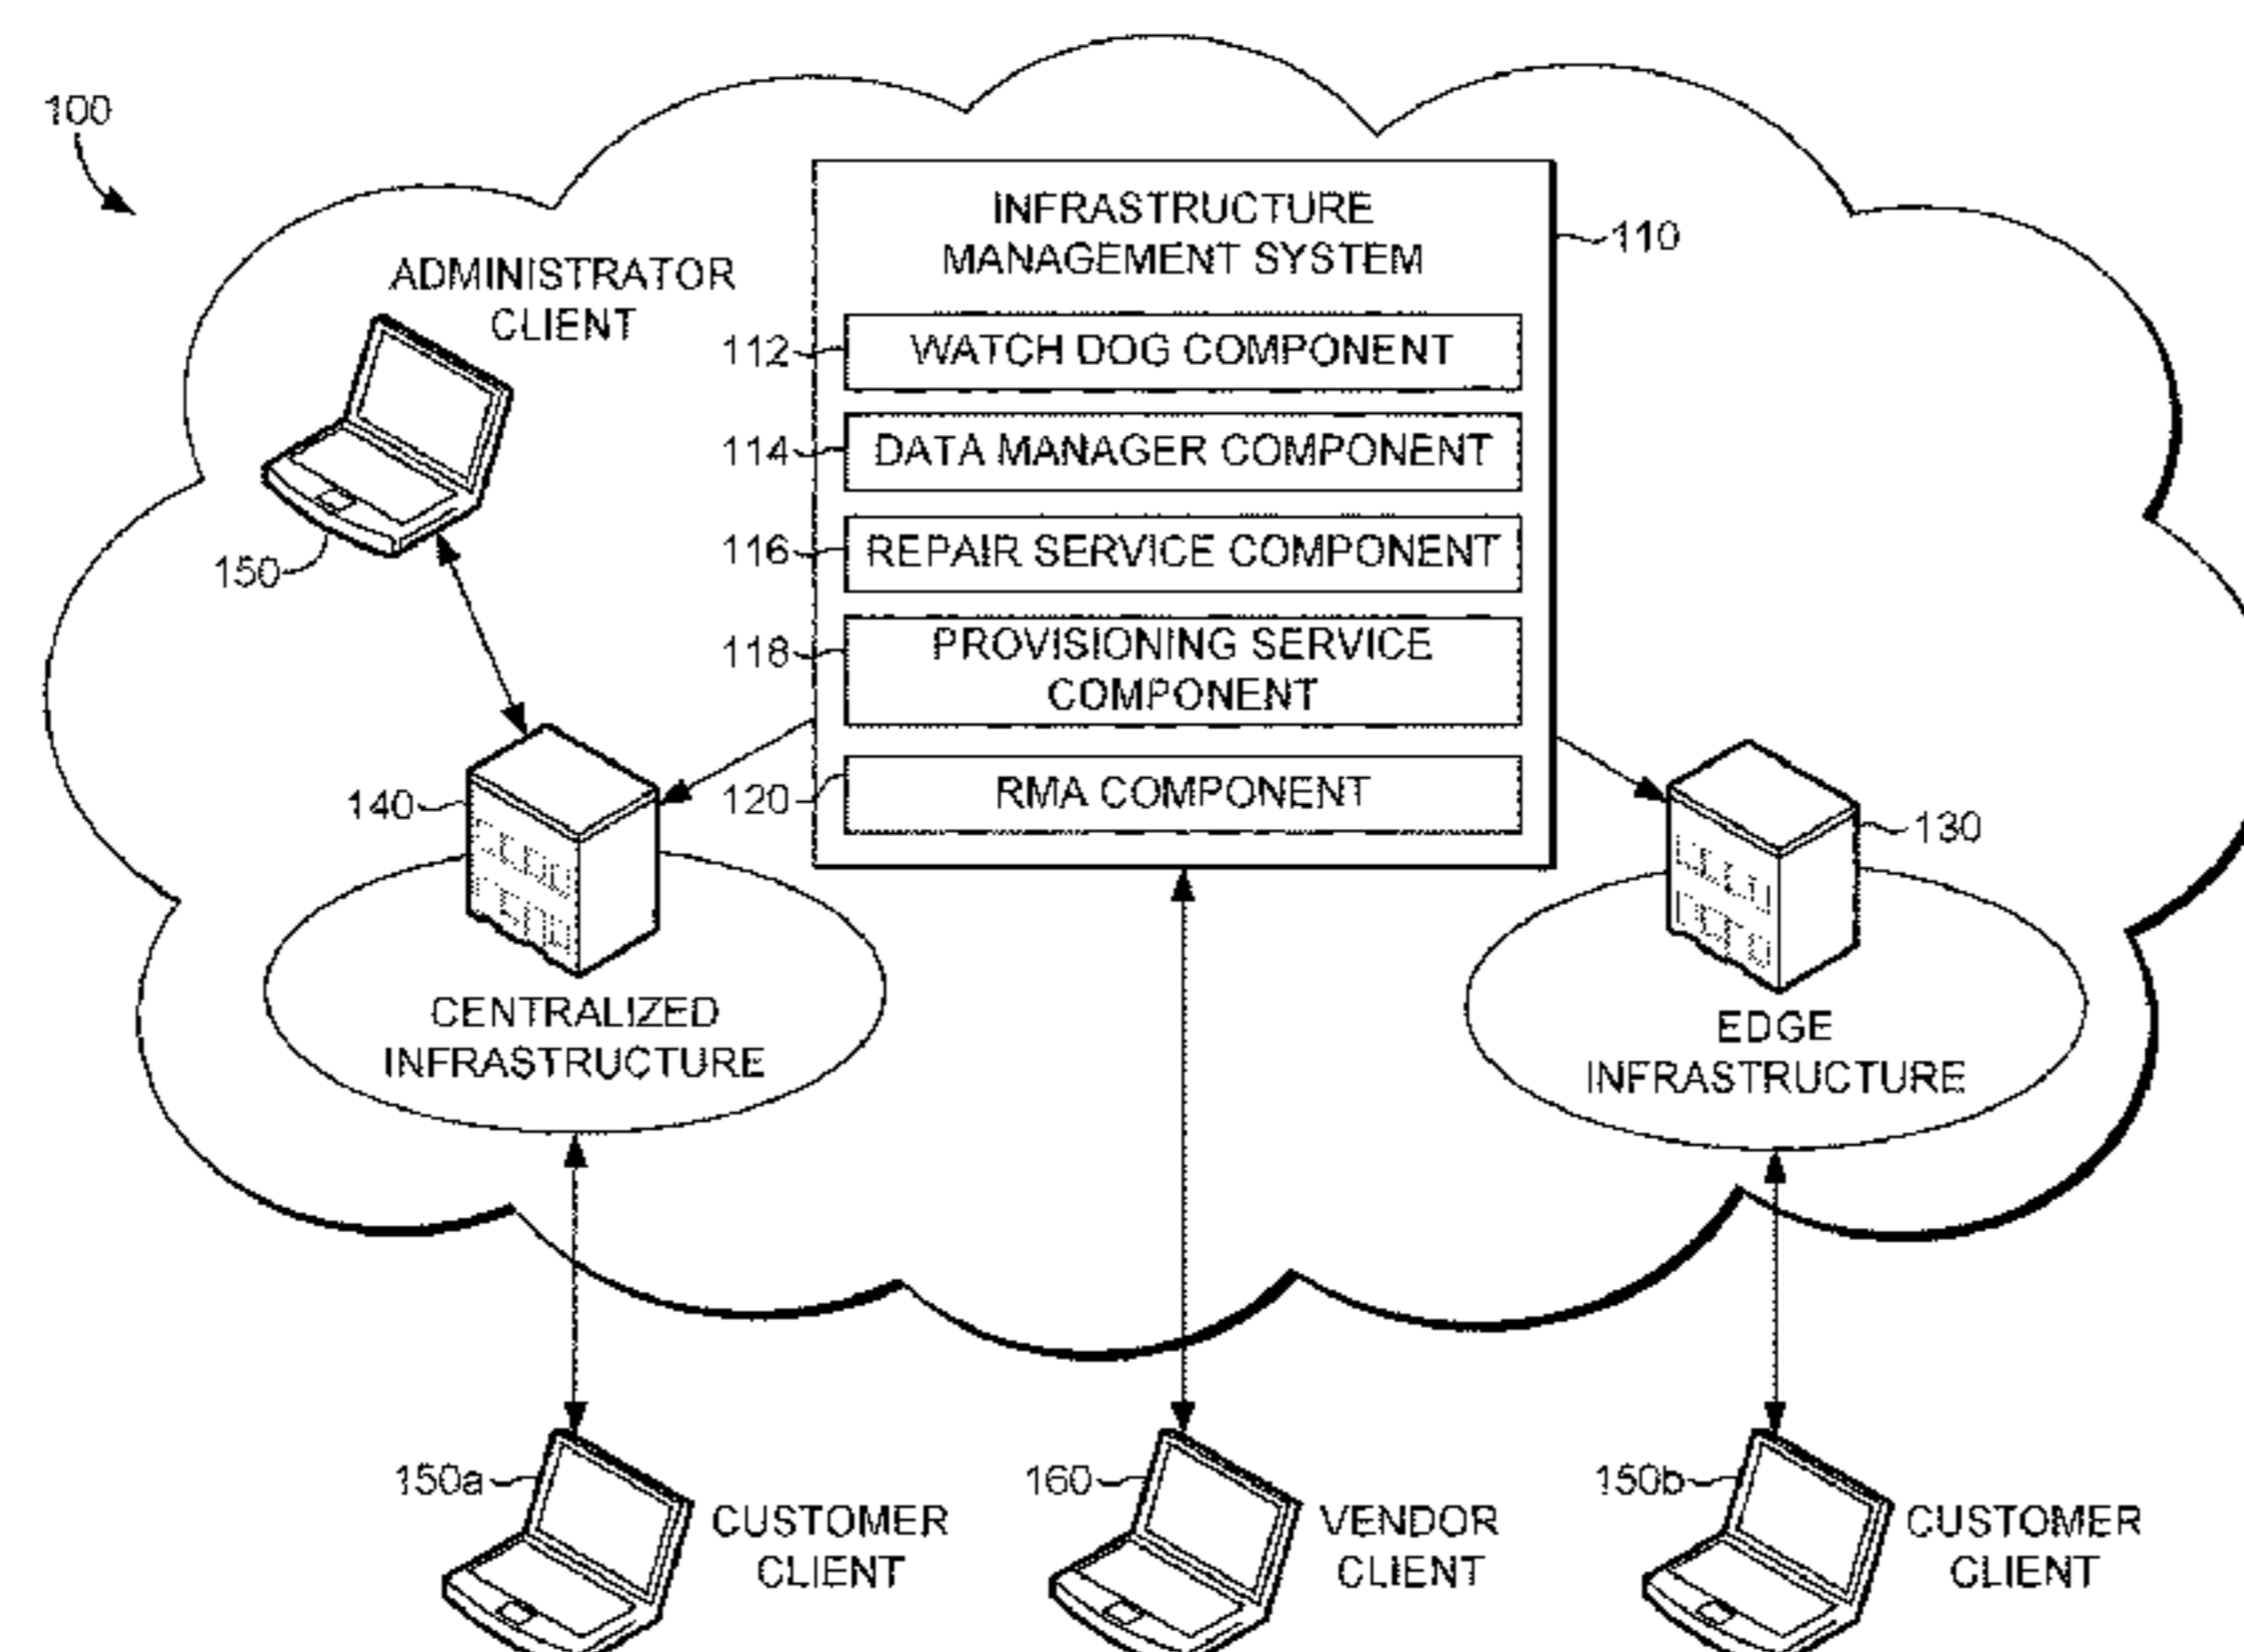 100
INFRASTRUCTURE
MANAGEMENT SYSTEM
110
ADMINISTRATOR
CLIENT
112
WATCH DOG COMPONENT
114
DATA MANAGER COMPONENT
116
REPAIR SERVICE COMPONENT
150
118
PROVISIONING SERVICE
COMPONENT
120
RMA COMPONENT
140
130
CENTRALIZED
INFRASTRUCTURE
EDGE
INFRASTRUCTURE
150a
CUSTOMER
CLIENT
160
VENDOR
CLIENT
150b
CUSTOMER
CLIENT